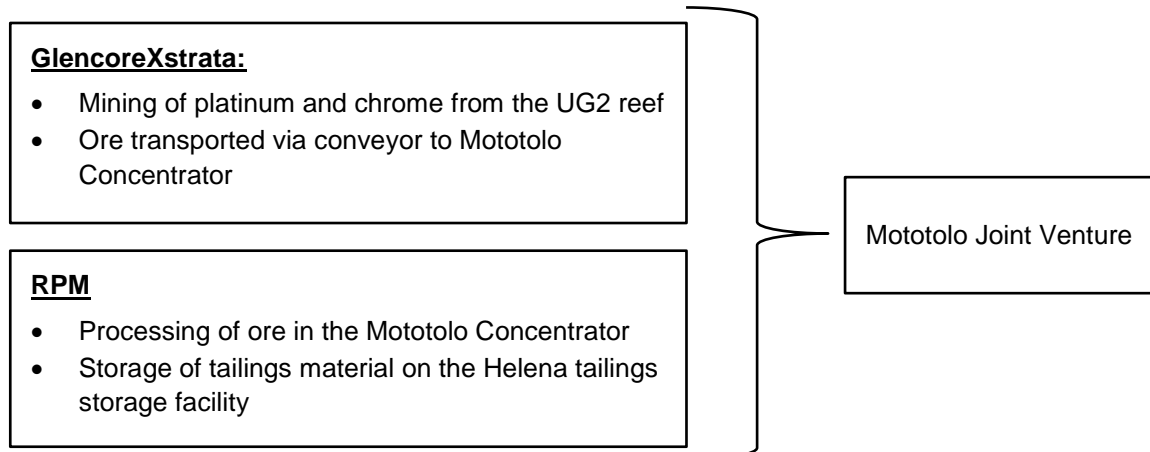 GlencoreXstrata:
• Mining of platinum and chrome from the UG2 reef
• Ore transported via conveyor to Mototolo
Concentrator
RPM
• Processing of ore in the Mototolo Concentrator
• Storage of tailings material on the Helena tailings
storage facility
Mototolo Joint Venture